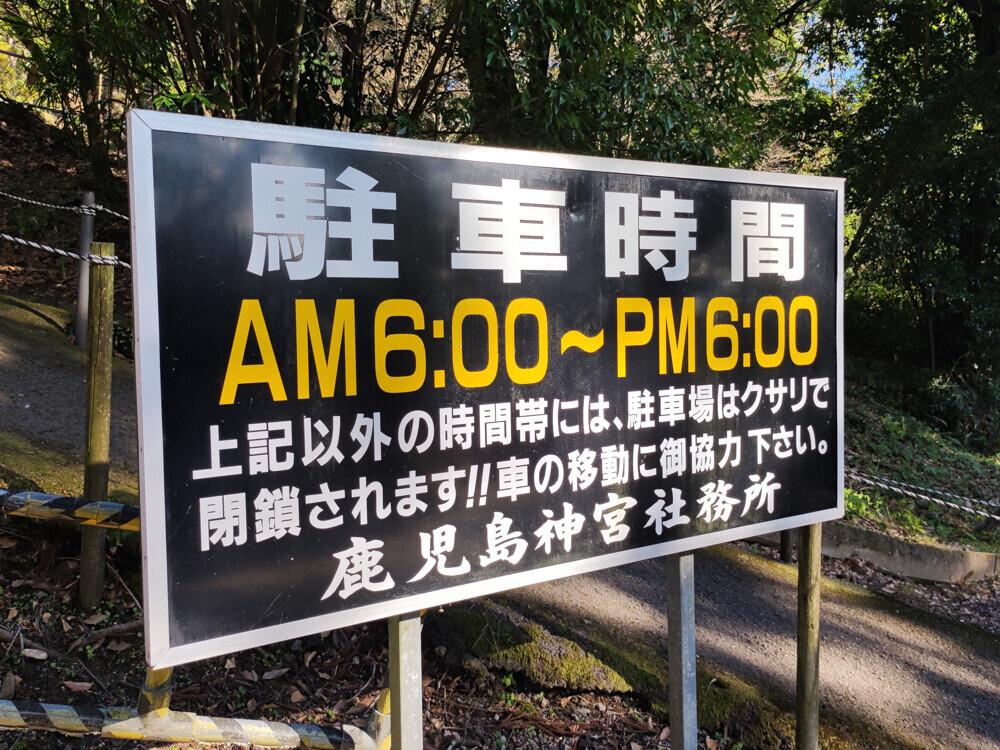 駐車時間
AM6:00～PM6:00
上記以外の時間帯には、駐車場はクサリで
閉鎖されます!!車の移動に御協力下さい。
鹿児島神宮社務所